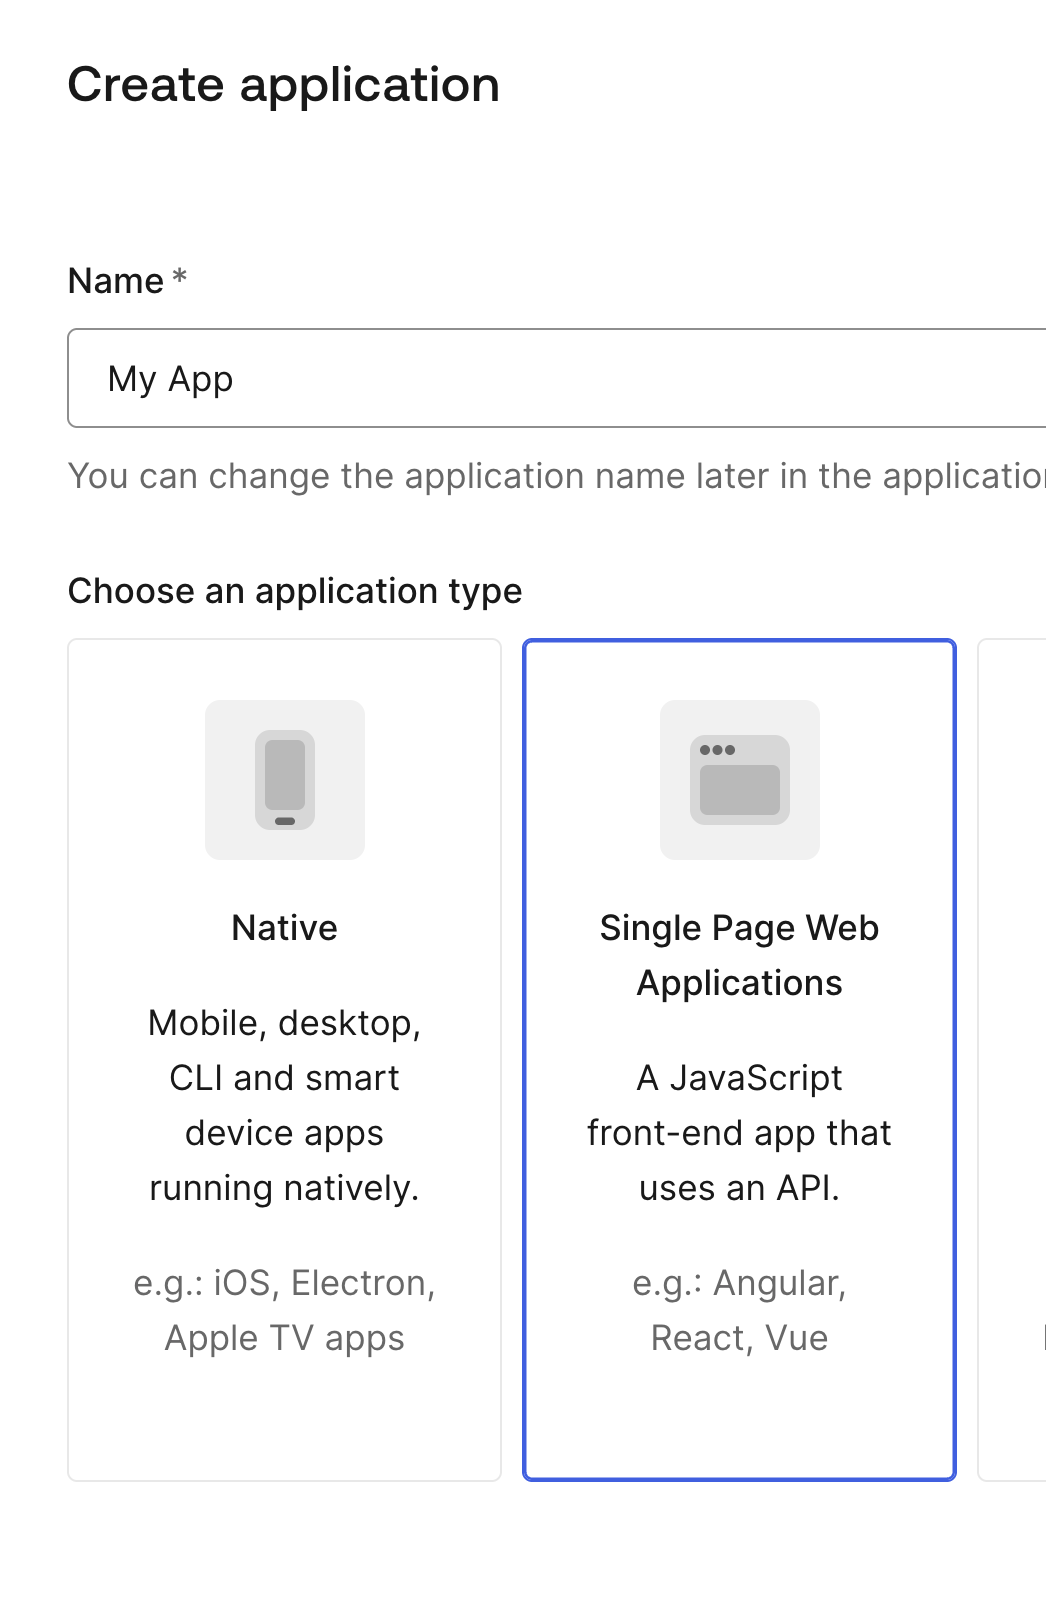 Create application
Name *
My App
You can change the application name later in the
Choose an application type
Native
Mobile, desktop,
CLI and smart
device apps
running natively.
e.g.: iOS, Electron,
Apple TV apps
Single Page Web
Applications
A JavaScript
front-end app that
uses an API.
e.g.: Angular,
React, Vue